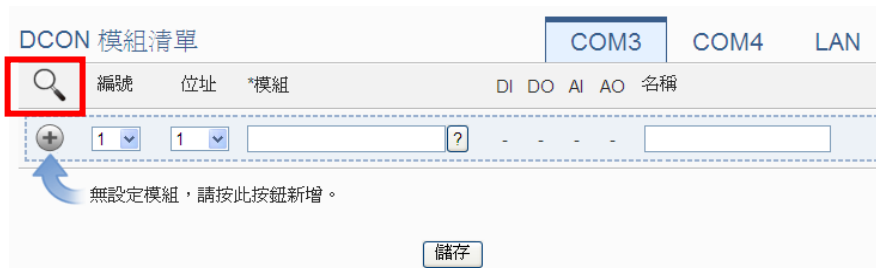 DCON 模組清單 COM3 COM4 LAN
編號 位址 *模組 DI DO AI AO 名稱
1 1 ? - - - -
無設定模組，請按此按鈕新增。
儲存